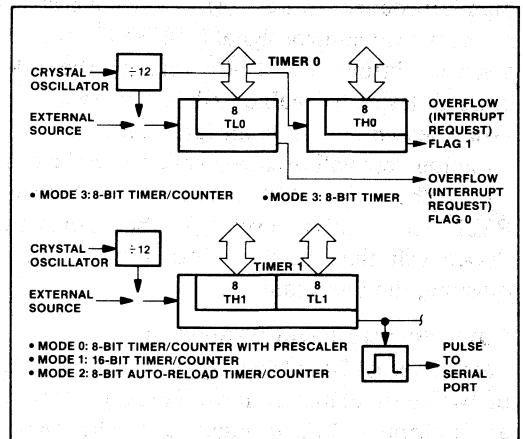 TIMER 0
CRYSTAL
OSCILLATOR
÷12
EXTERNAL
SOURCE
8
TL0
8
TH0
OVERFLOW
(INTERRUPT
REQUEST)
FLAG 1
OVERFLOW
(INTERRUPT
REQUEST)
FLAG 0
• MODE 3: 8-BIT TIMER/COUNTER
• MODE 3: 8-BIT TIMER
TIMER 1
CRYSTAL
OSCILLATOR
÷12
EXTERNAL
SOURCE
8
TH1
8
TL1
• MODE 0: 8-BIT TIMER/COUNTER WITH PRESCALER
• MODE 1: 16-BIT TIMER/COUNTER
• MODE 2: 8-BIT AUTO-RELOAD TIMER/COUNTER
PULSE
TO
SERIAL
PORT